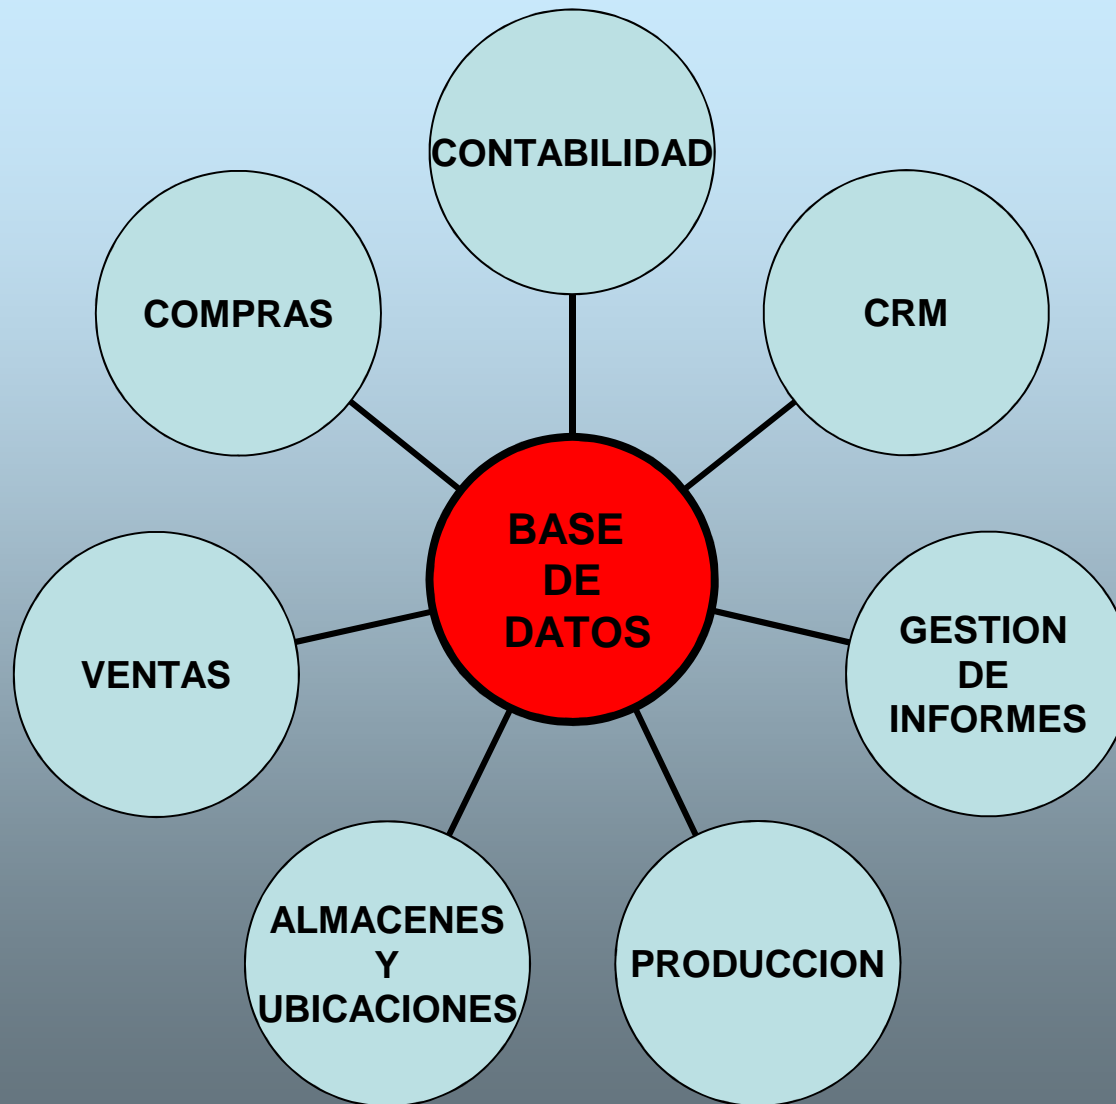 CONTABILIDAD
COMPRAS
CRM
BASE
DE
DATOS
VENTAS
GESTION
DE
INFORMES
ALMACENES
Y
UBICACIONES
PRODUCCION